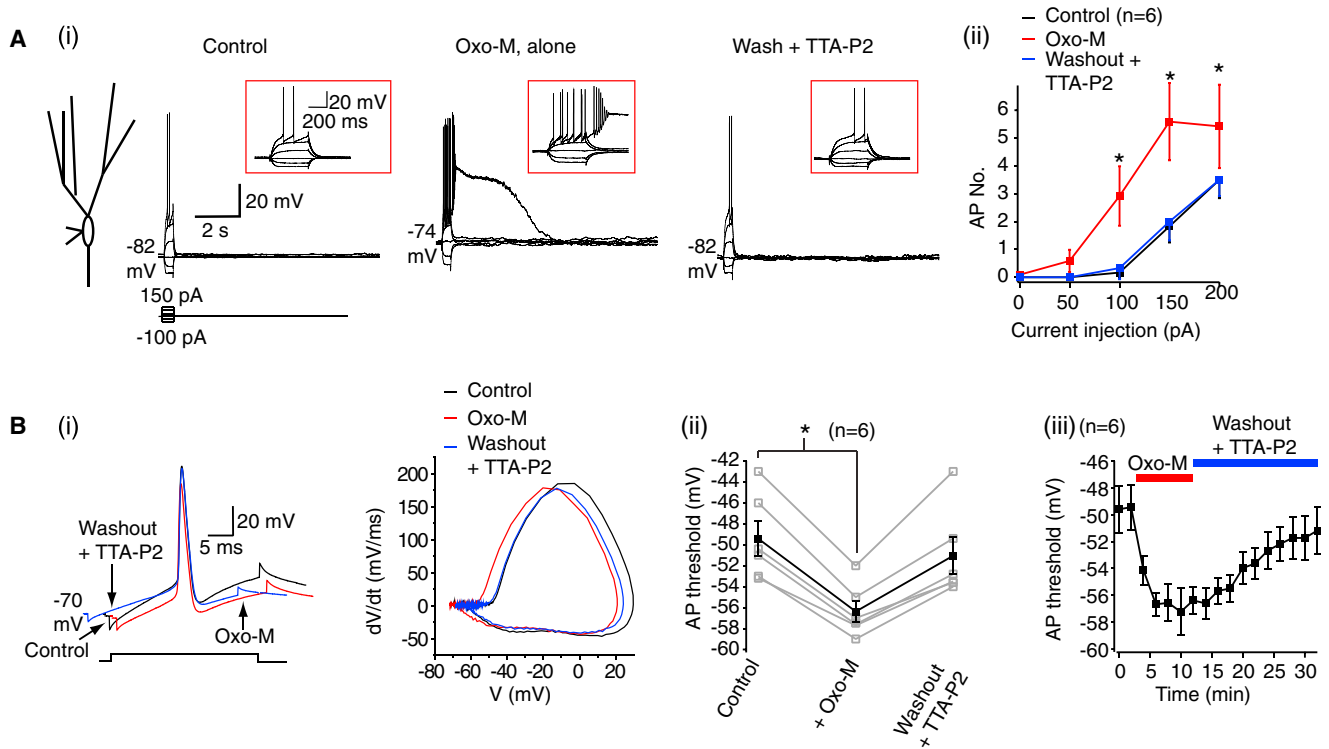 A
(i)
Control
Oxo-M, alone
Wash + TTA-P2
20 mV
200 ms
20 mV
2 s
-82
mV
-74
mV
-82
mV
150 pA
-100 pA
(ii)
Control (n=6)
Oxo-M
Washout +
TTA-P2
*
*
*
AP No.
6
5
4
3
2
1
0
0
50
100
150
200
Current injection (pA)
B
(i)
Washout
+ TTA-P2
20 mV
5 ms
-70
mV
Control
Oxo-M
Control
Oxo-M
Washout
+ TTA-P2
dV/dt (mV/ms)
200
150
100
50
0
-50
-80
-60
-40
-20
0
20
V (mV)
(ii)
* (n=6)
AP threshold (mV)
-42
-44
-46
-48
-50
-52
-54
-56
-58
-60
Control
+ Oxo-M
Washout
+ TTA-P2
(iii) (n=6)
Washout
+ TTA-P2
Oxo-M
AP threshold (mV)
-46
-48
-50
-52
-54
-56
-58
-60
0
5
10
15
20
25
30
Time (min)